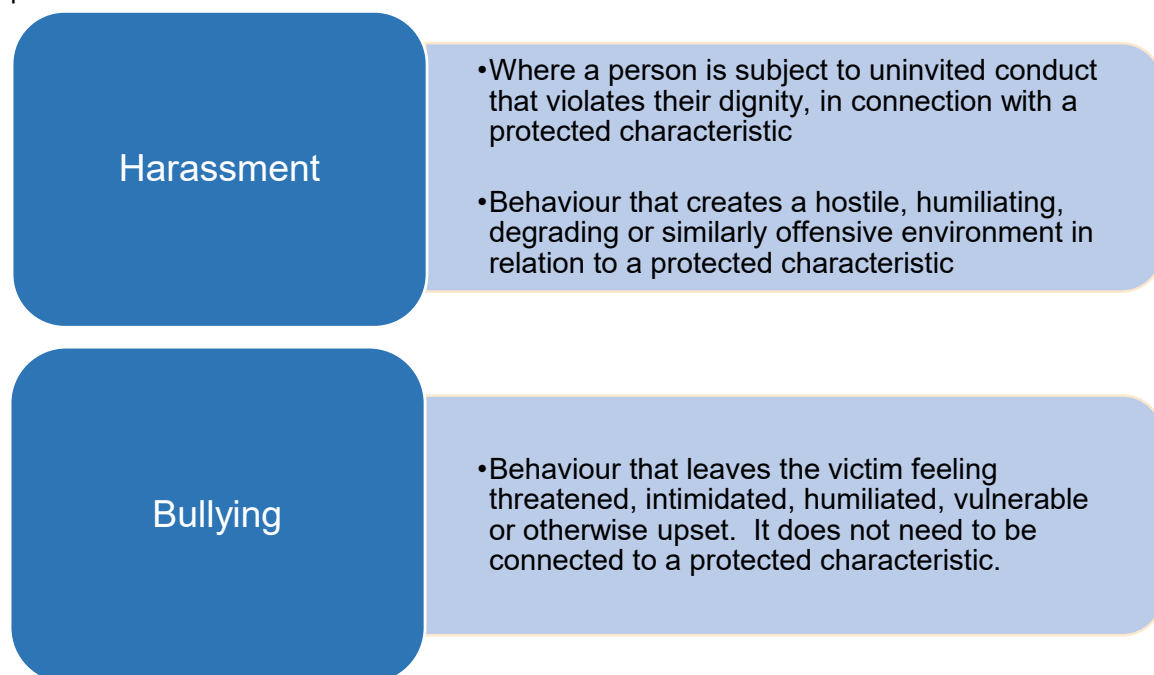 Harassment
•Where a person is subject to uninvited conduct
that violates their dignity, in connection with a
protected characteristic
•Behaviour that creates a hostile, humiliating,
degrading or similarly offensive environment in
relation to a protected characteristic
Bullying
•Behaviour that leaves the victim feeling
threatened, intimidated, humiliated, vulnerable
or otherwise upset.  It does not need to be
connected to a protected characteristic.